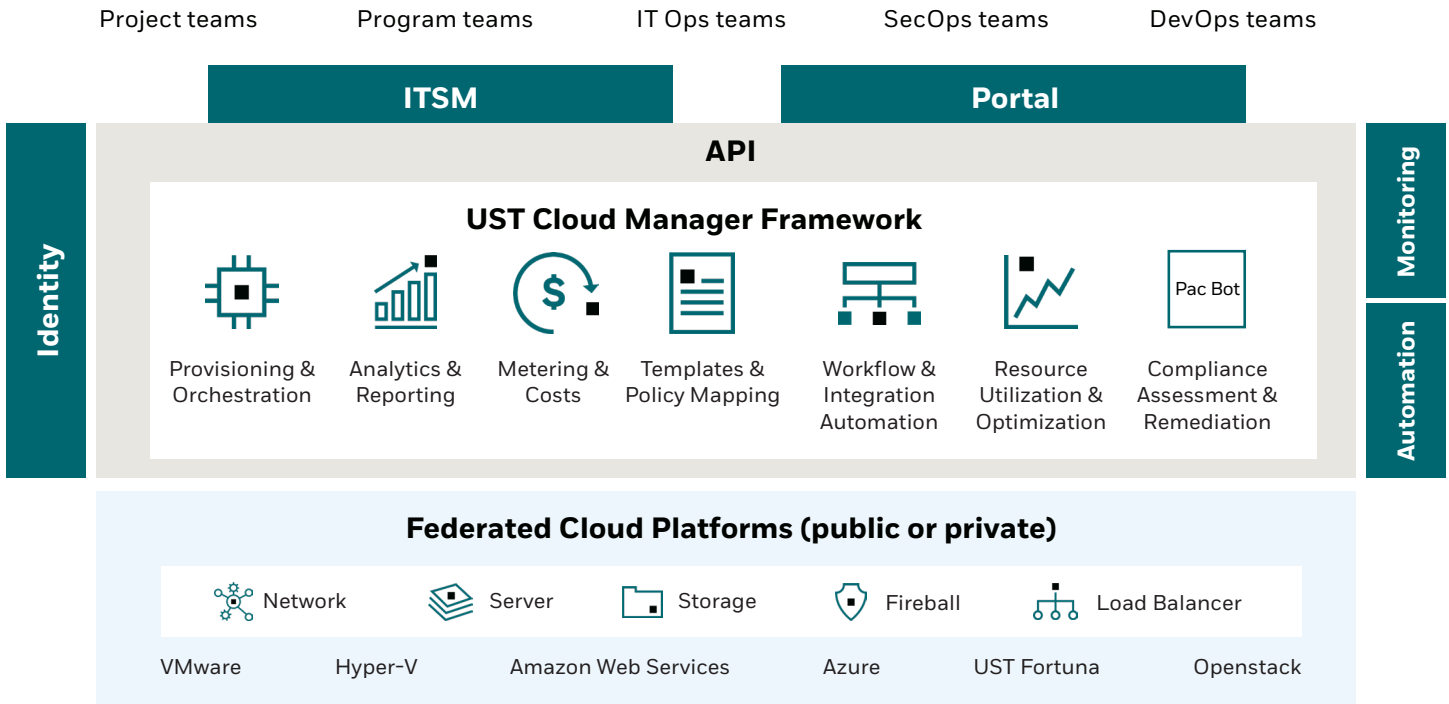 Project teams Program teams IT Ops teams SecOps teams DevOps teams
ITSM Portal
Identity
API
Monitoring
Automation
UST Cloud Manager Framework
Pac Bot
Provisioning &
Orchestration
Analytics &
Reporting
Metering &
Costs
Templates &
Policy Mapping
Workflow &
Integration
Automation
Resource
Utilization &
Optimization
Compliance
Assessment &
Remediation
Federated Cloud Platforms (public or private)
Network Server Storage Fireball Load Balancer
VMware Hyper-V Amazon Web Services Azure UST Fortuna Openstack